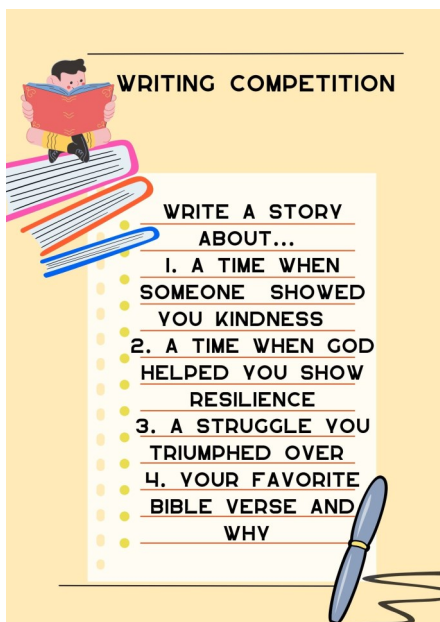 WRITING COMPETITION
WRITE A STORY
ABOUT...
1. A TIME WHEN
SOMEONE SHOWED
YOU KINDNESS
2. A TIME WHEN GOD
HELPED YOU SHOW
RESILIENCE
3. A STRUGGLE YOU
TRIUMPHED OVER
4. YOUR FAVORITE
BIBLE VERSE AND
WHY